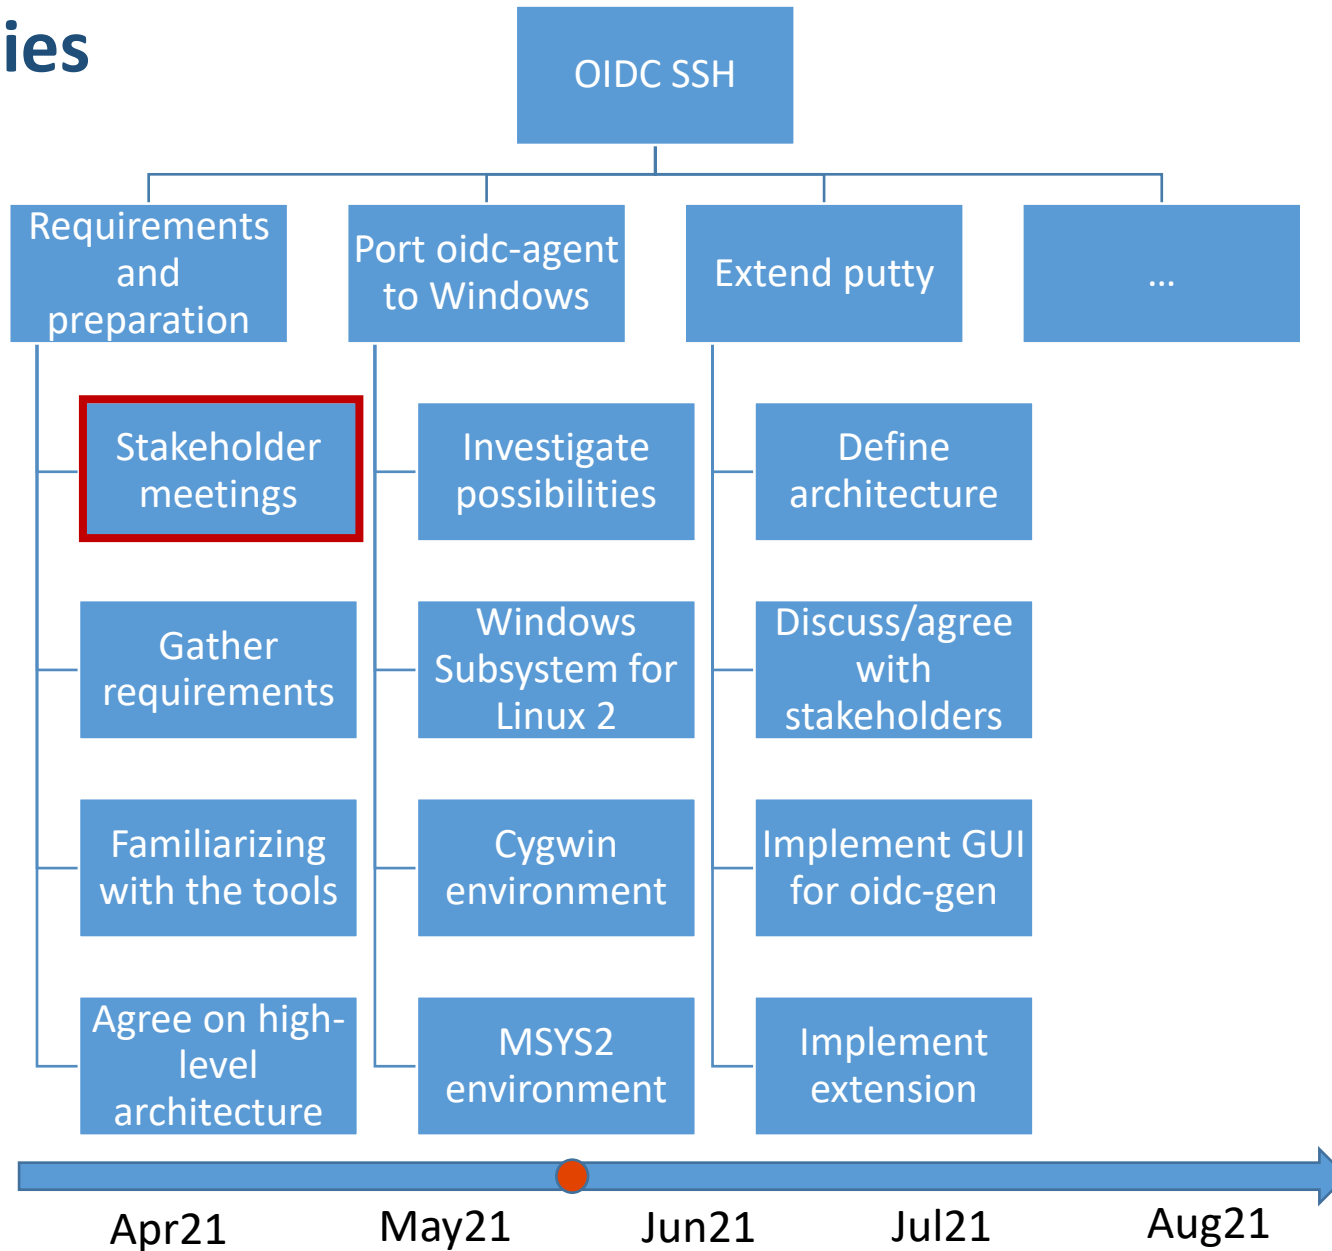 ies
OIDC SSH
Requirements
and
preparation
Port oidc-agent
to Windows
Extend putty
...
Stakeholder
meetings
Investigate
possibilities
Define
architecture
Gather
requirements
Windows
Subsystem for
Linux 2
Discuss/agree
with
stakeholders
Familiarizing
with the tools
Cygwin
environment
Implement GUI
for oidc-gen
Agree on high-
level
architecture
MSYS2
environment
Implement
extension
Apr21
May21
Jun21
Jul21
Aug21